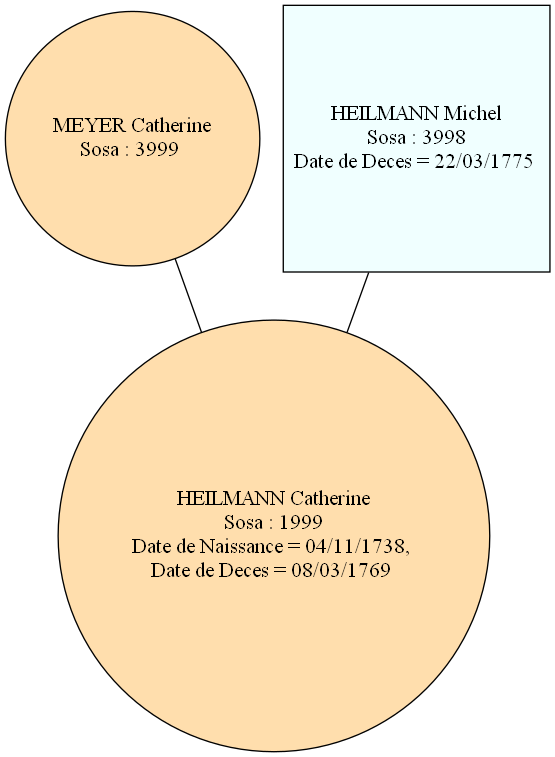 MEYER Catherine
Sosa : 3999
HEILMANN Michel
Sosa : 3998
Date de Deces = 22/03/1775
HEILMANN Catherine
Sosa : 1999
Date de Naissance = 04/11/1738,
Date de Deces = 08/03/1769